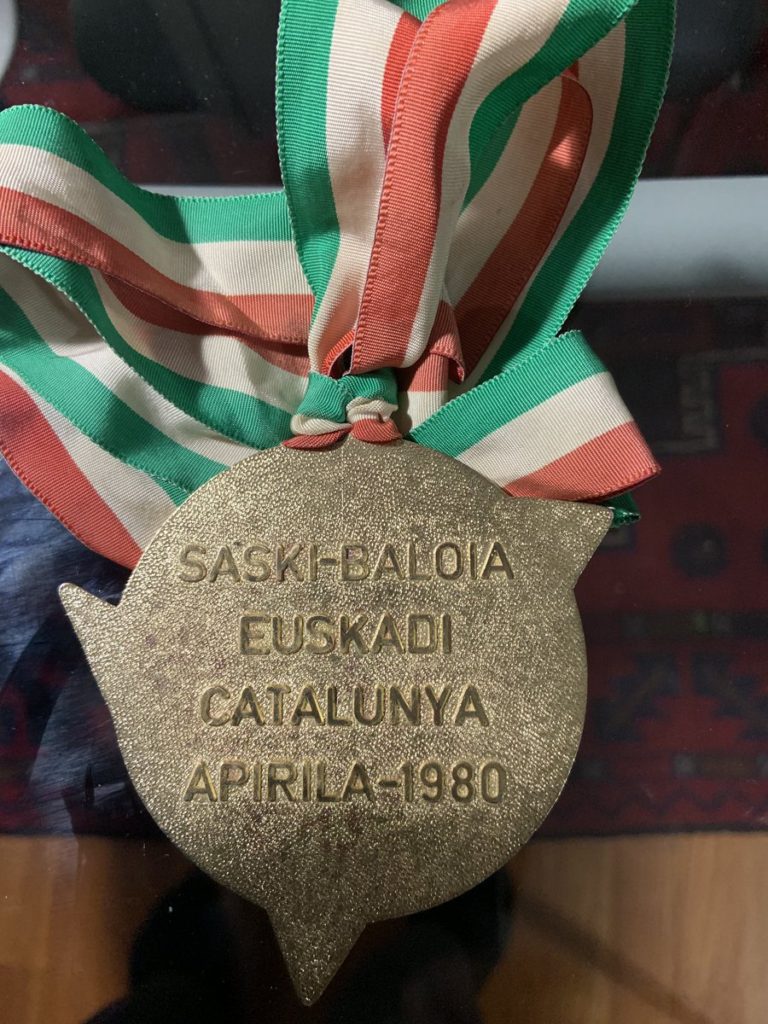 SASKI-BALOIA
EUSKADI
CATALUNYA
APIRILA-1980